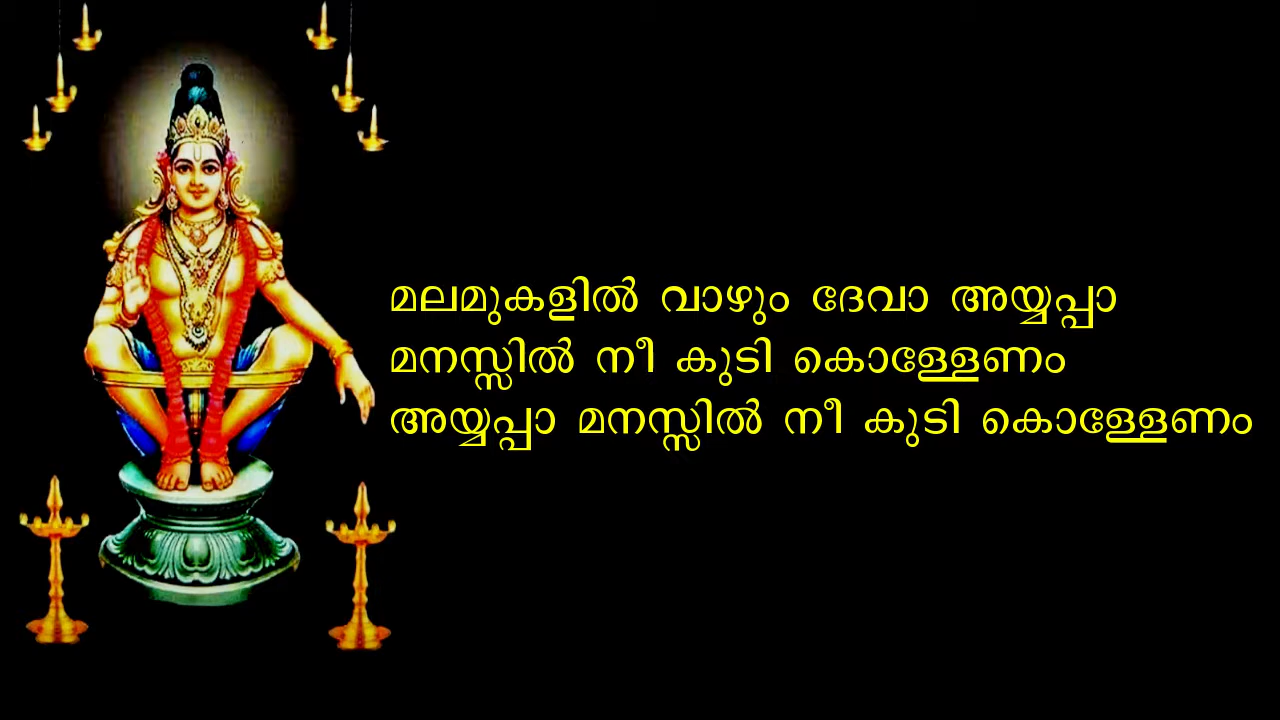 മലമുകളിൽ വാഴും ദേവാ അയ്യപ്പാ
മനസ്സിൽ നീ കുടി കൊള്ളേണം
അയ്യപ്പാ മനസ്സിൽ നീ കുടി കൊള്ളേണം